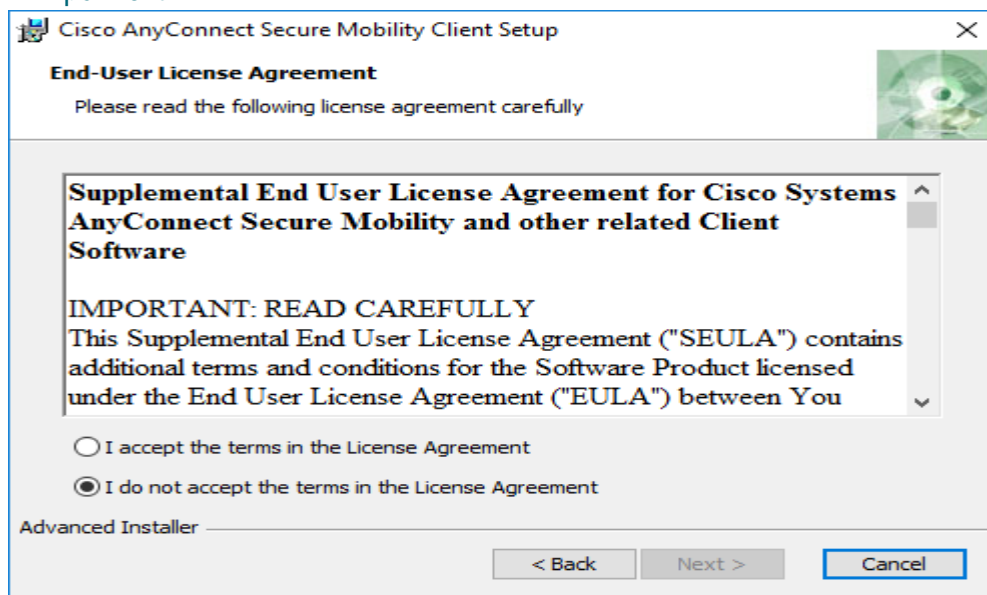 Cisco AnyConnect Secure Mobility Client Setup
End-User License Agreement
Please read the following license agreement carefully
Supplemental End User License Agreement for Cisco Systems
AnyConnect Secure Mobility and other related Client
Software
IMPORTANT: READ CAREFULLY
This Supplemental End User License Agreement ("SEULA") contains
additional terms and conditions for the Software Product licensed
under the End User License Agreement ("EULA") between You
I accept the terms in the License Agreement
I do not accept the terms in the License Agreement
Advanced Installer
< Back Next > Cancel